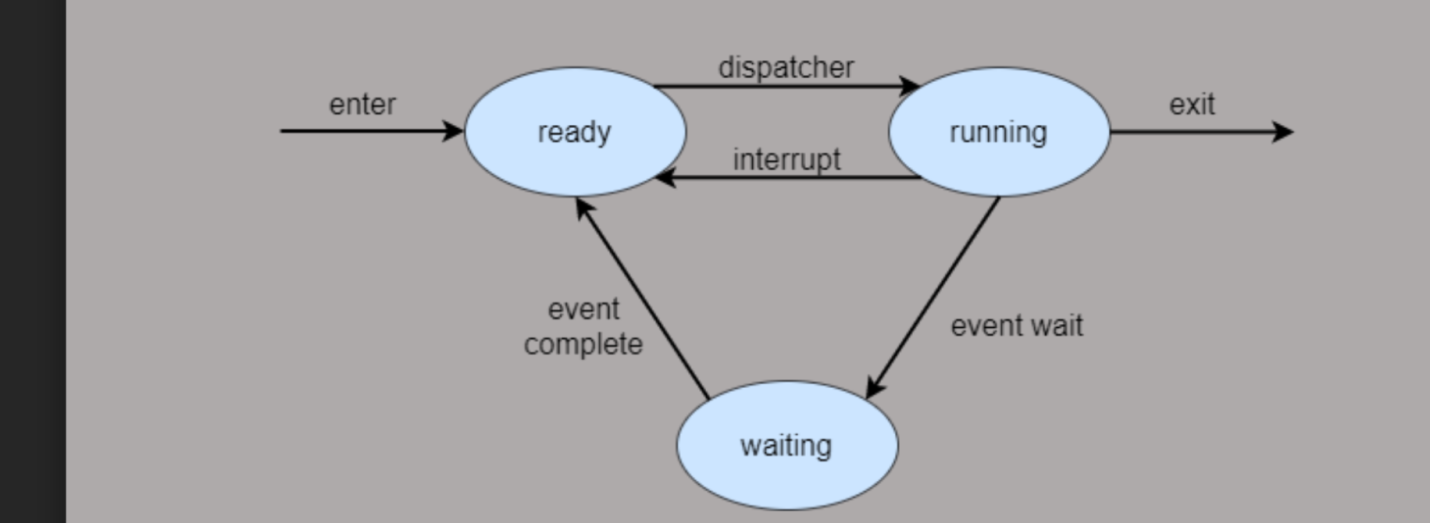 dispatcher
enter
ready
running
exit
interrupt
event
complete
event wait
waiting